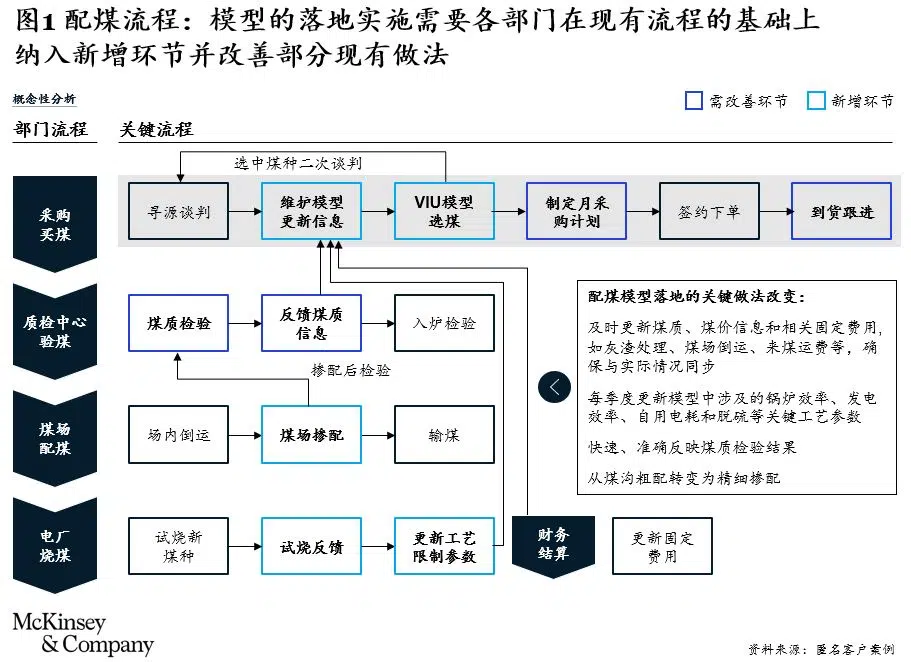 图1 配煤流程：模型的落地实施需要各部门在现有流程的基础上
纳入新增环节并改善部分现有做法
概念性分析
需改善环节
新增环节
部门流程
关键流程
选中煤种二次谈判
采购
买煤
寻源谈判
维护模型
更新信息
VIU模型
选煤
制定月采
购计划
签约下单
到货跟进
质检中心
验煤
煤质检验
反馈煤质
信息
入炉检验
掺配后检验
煤场
配煤
场内倒运
煤场掺配
输煤
电厂
烧煤
试烧新
煤种
试烧反馈
更新工艺
限制参数
财务
结算
更新固定
费用
配煤模型落地的关键做法改变：
及时更新煤质、煤价信息和相关固定费用，
如灰渣处理、煤场倒运、来煤运费等，确
保与实际情况同步
每季度更新模型中涉及的锅炉效率、发电
效率、自用电耗和脱硫等关键工艺参数
快速、准确反映煤质检验结果
从煤沟粗配转变为精细掺配
McKinsey
& Company
资料来源：匿名客户案例